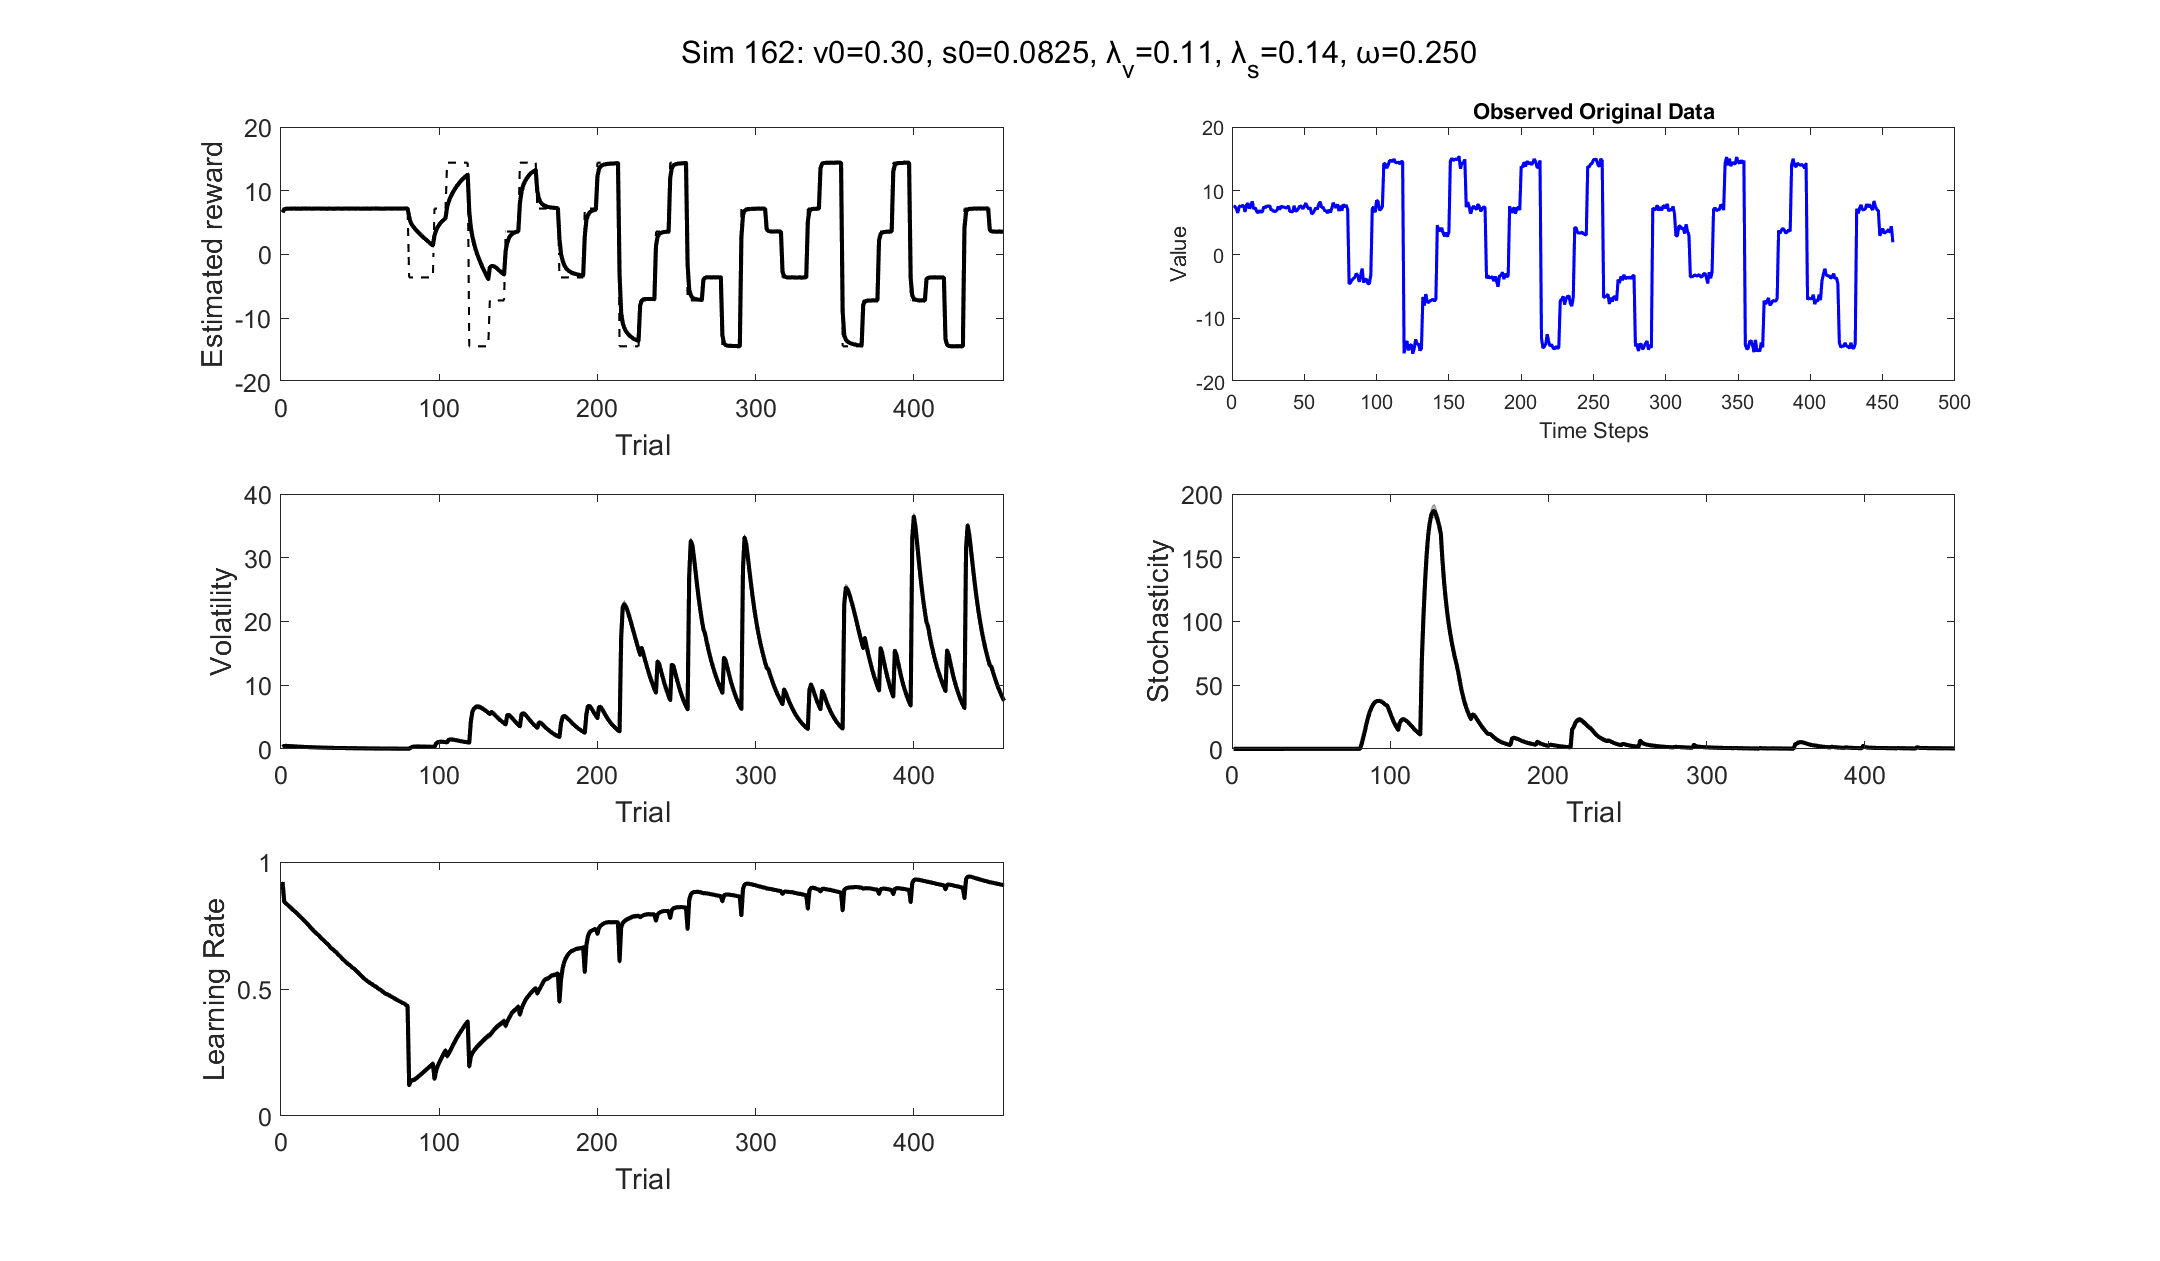 Sim 162: v0=0.30, s0=0.0825, λv=0.11, λs=0.14, ω=0.250
Estimated reward
20
10
0
-10
-20
0 100 200 300 400
Trial
Observed Original Data
Value
20
10
0
-10
-20
0 50 100 150 200 250 300 350 400 450 500
Time Steps
Volatility
40
30
20
10
0
0 100 200 300 400
Trial
Stochasticity
200
150
100
50
0
0 100 200 300 400
Trial
Learning Rate
1
0.5
0
0 100 200 300 400
Trial